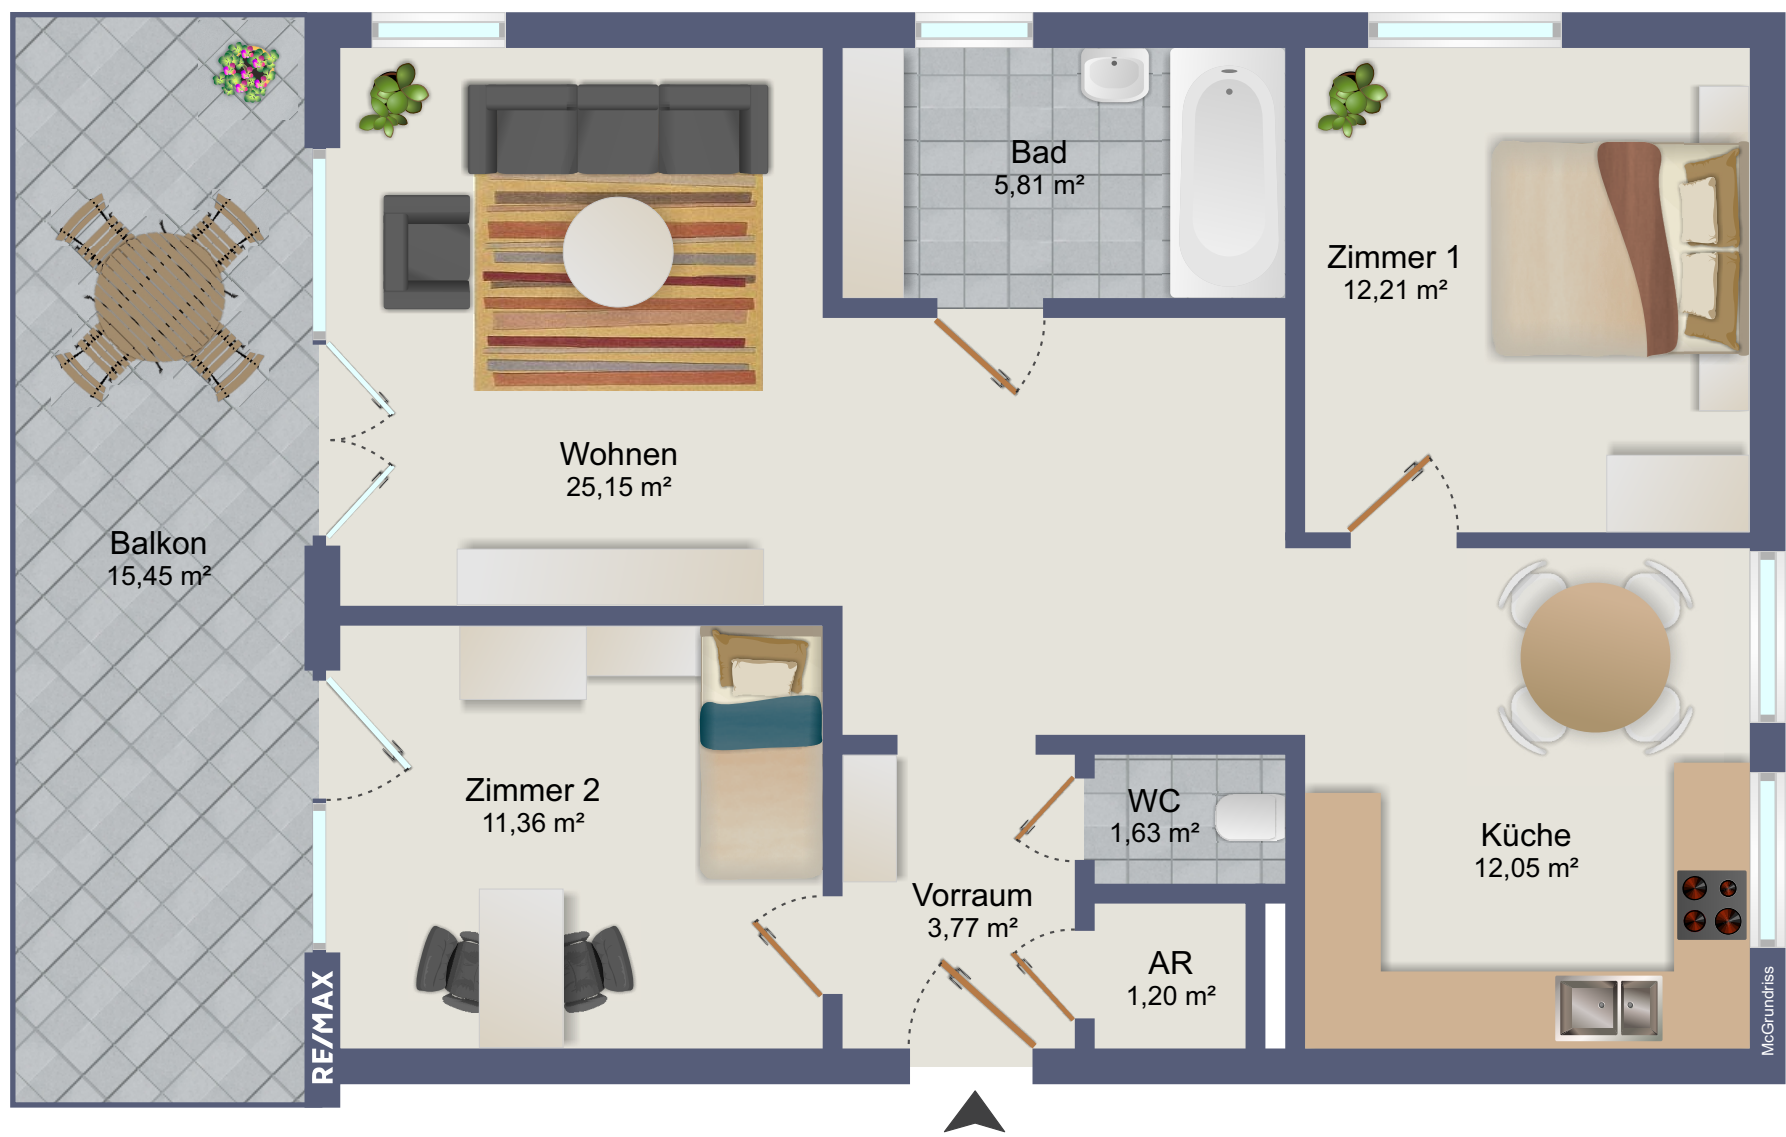 Bad
5,81 m²
Zimmer 1
12,21 m²
Wohnen
25,15 m²
Balkon
15,45 m²
Zimmer 2
11,36 m²
WC
1,63 m²
Küche
12,05 m²
Vorraum
3,77 m²
AR
1,20 m²
RE/MAX
McGrundriss